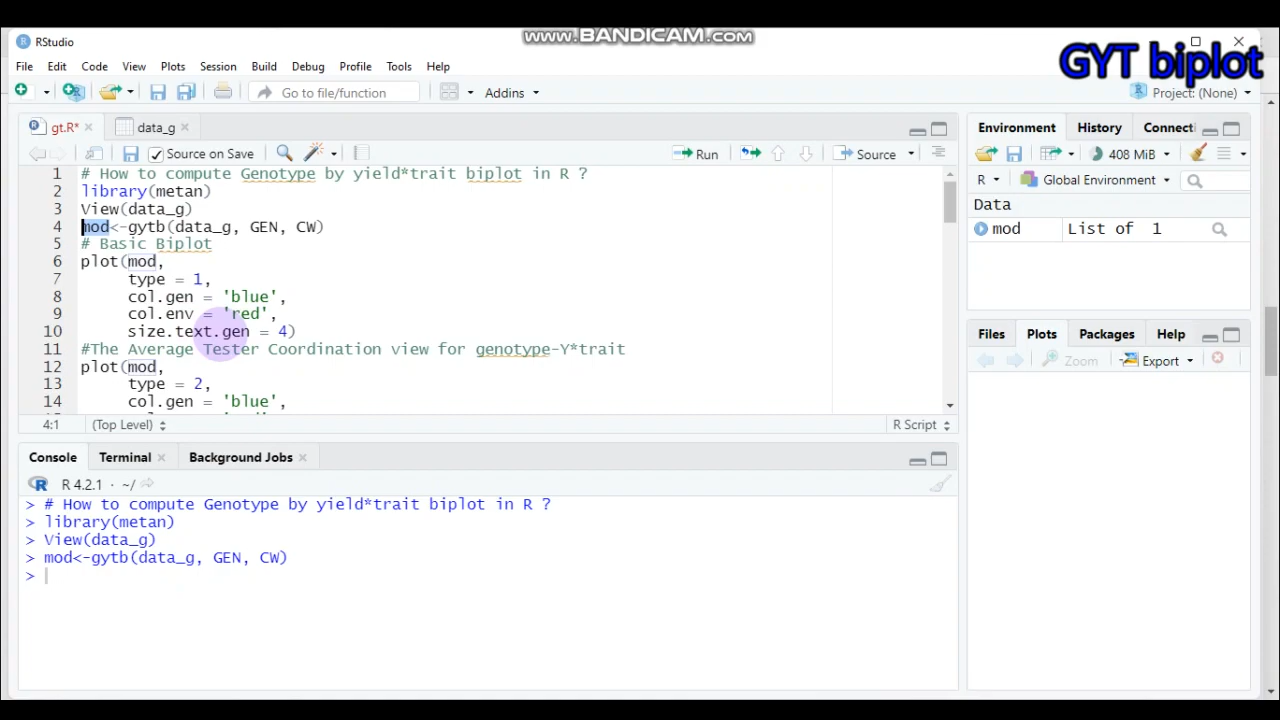 www.BANDICAM.com
RStudio
GYT biplot
File Edit Code View Plots Session Build Debug Profile Tools Help
Go to file/function Addins Project: (None)
gt.R* data_g
Source on Save Run Source
1 # How to compute Genotype by yield*trait biplot in R ?
2 library(metan)
3 View(data_g)
4 mod<-gytb(data_g, GEN, CW)
5 # Basic Biplot
6 plot(mod,
7 type = 1,
8 col.gen = 'blue',
9 col.env = 'red',
10 size.text.gen = 4)
11 #The Average Tester Coordination view for genotype-Y*trait
12 plot(mod,
13 type = 2,
14 col.gen = 'blue',
4:1 (Top Level) R Script
Console Terminal Background Jobs
R 4.2.1 · ~/
> # How to compute Genotype by yield*trait biplot in R ?
> library(metan)
> View(data_g)
> mod<-gytb(data_g, GEN, CW)
>
Environment History Connecti
408 MiB
R Global Environment
Data
mod List of 1
Files Plots Packages Help
Zoom Export